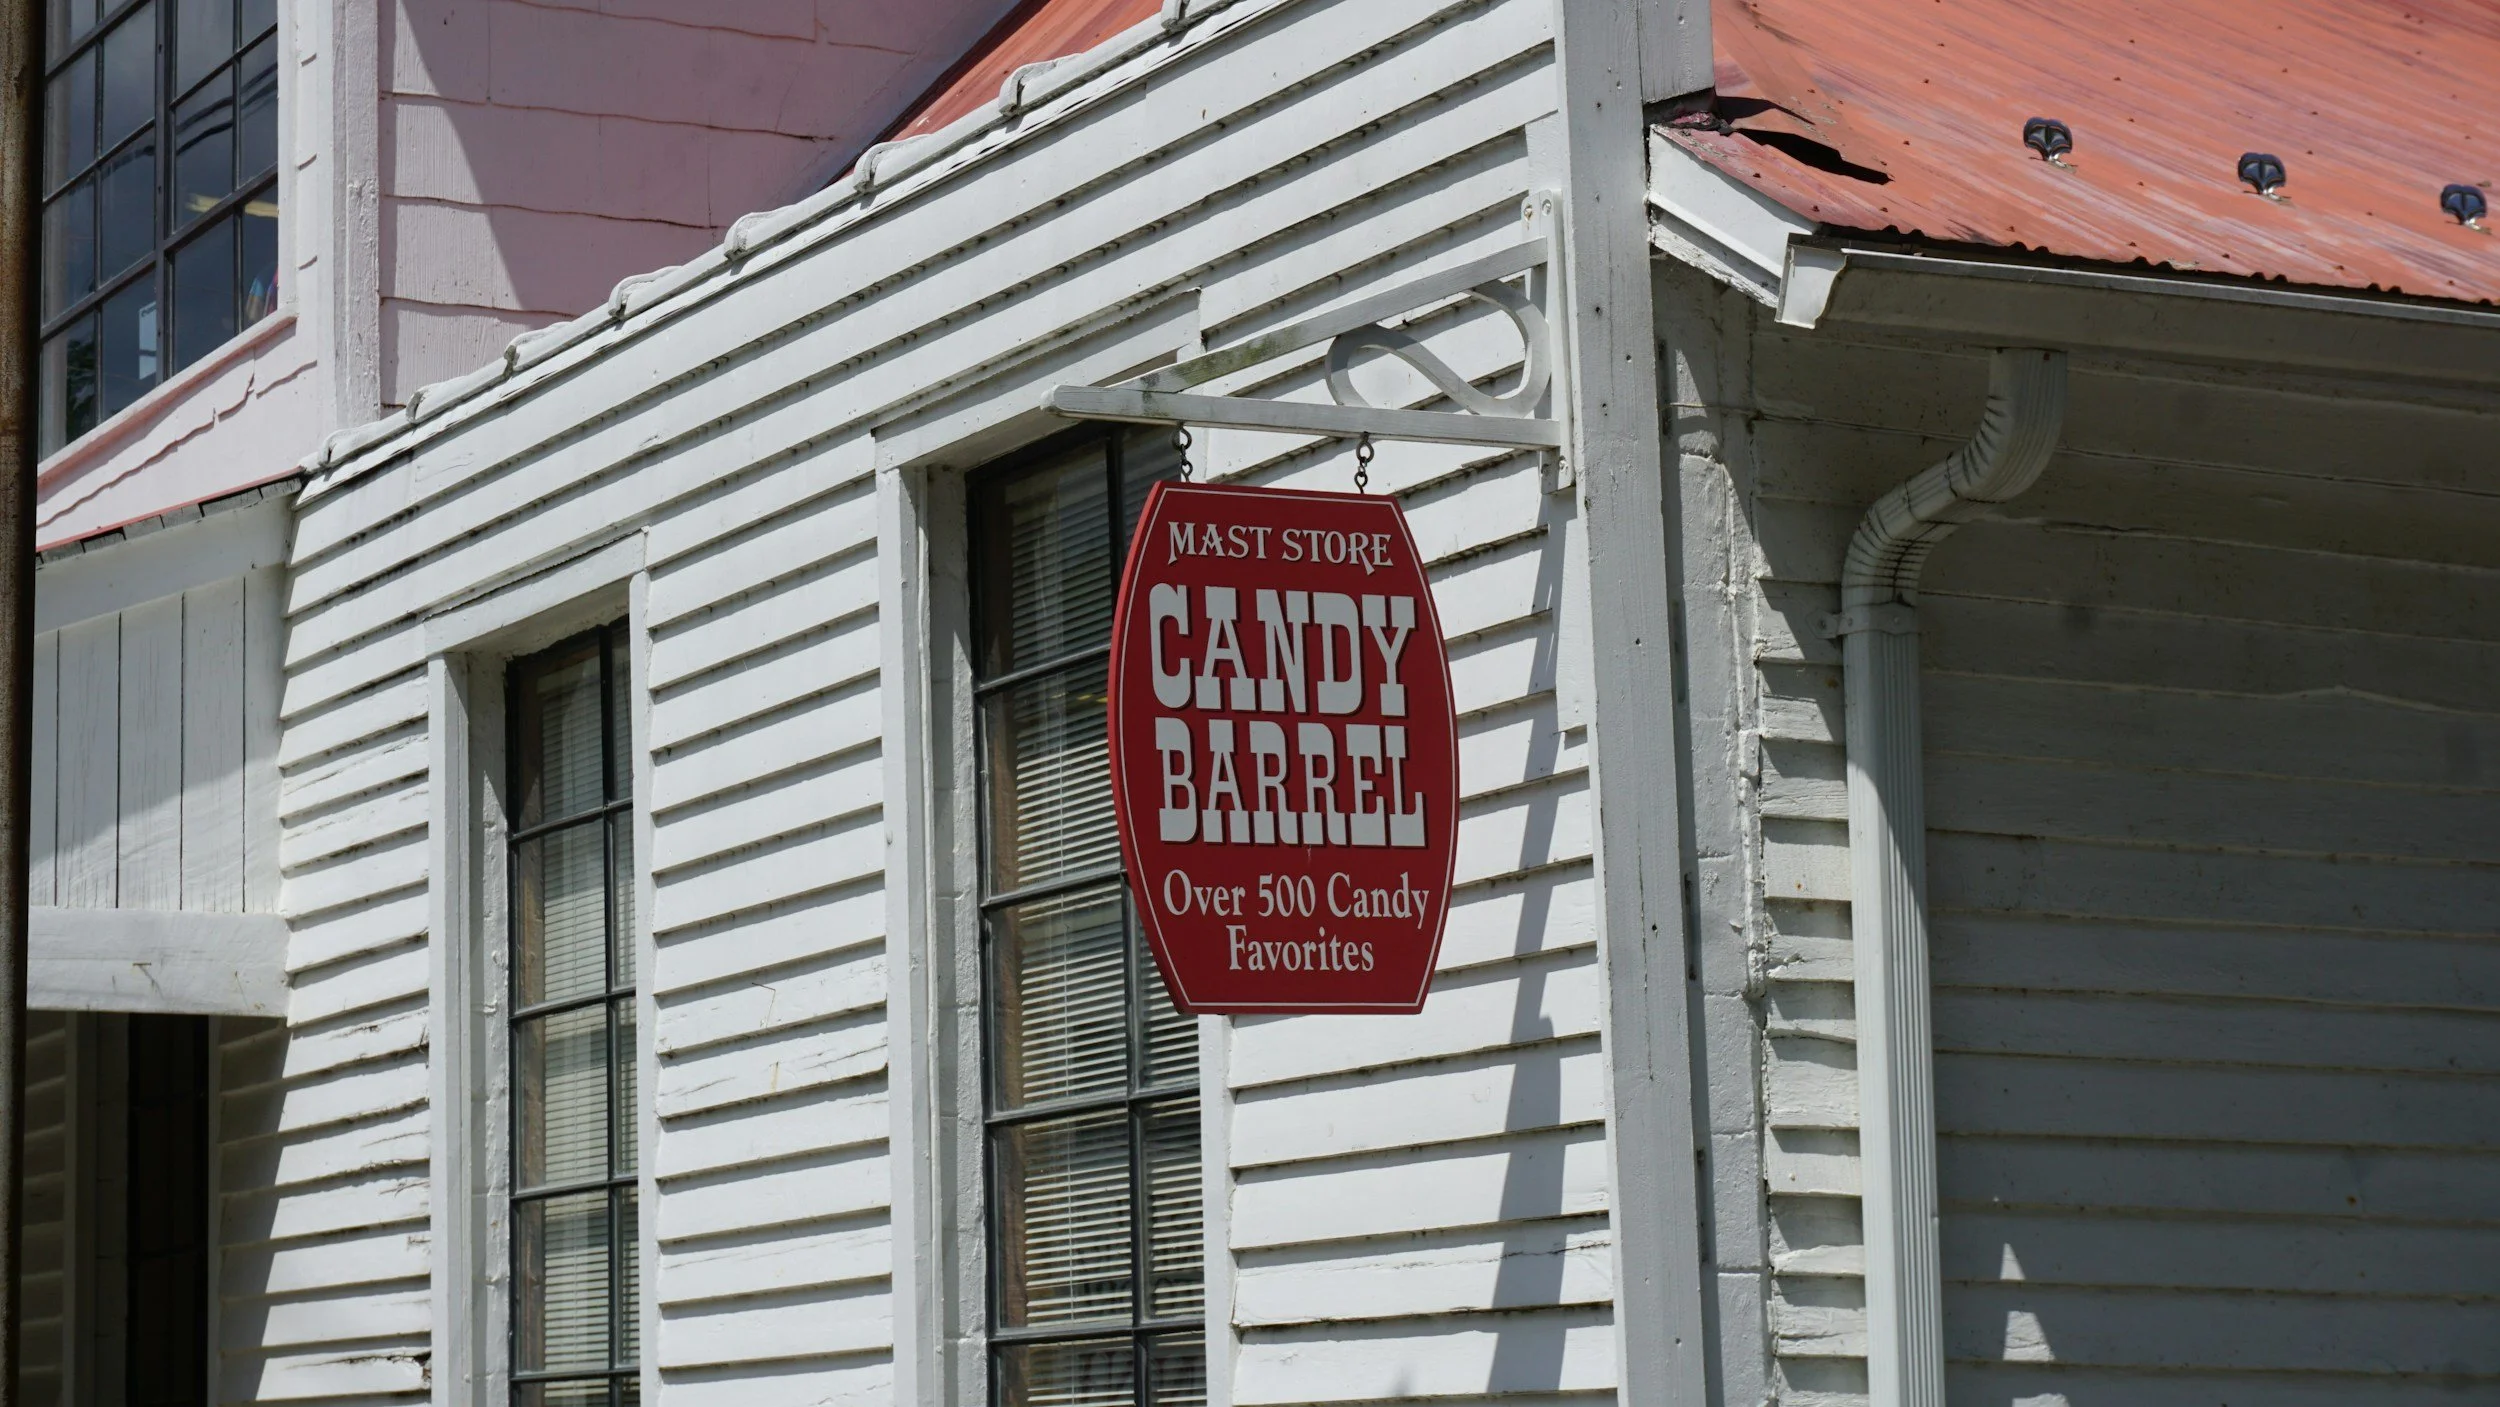 MAST STORE
CANDY
BARREL
Over 500 Candy
Favorites